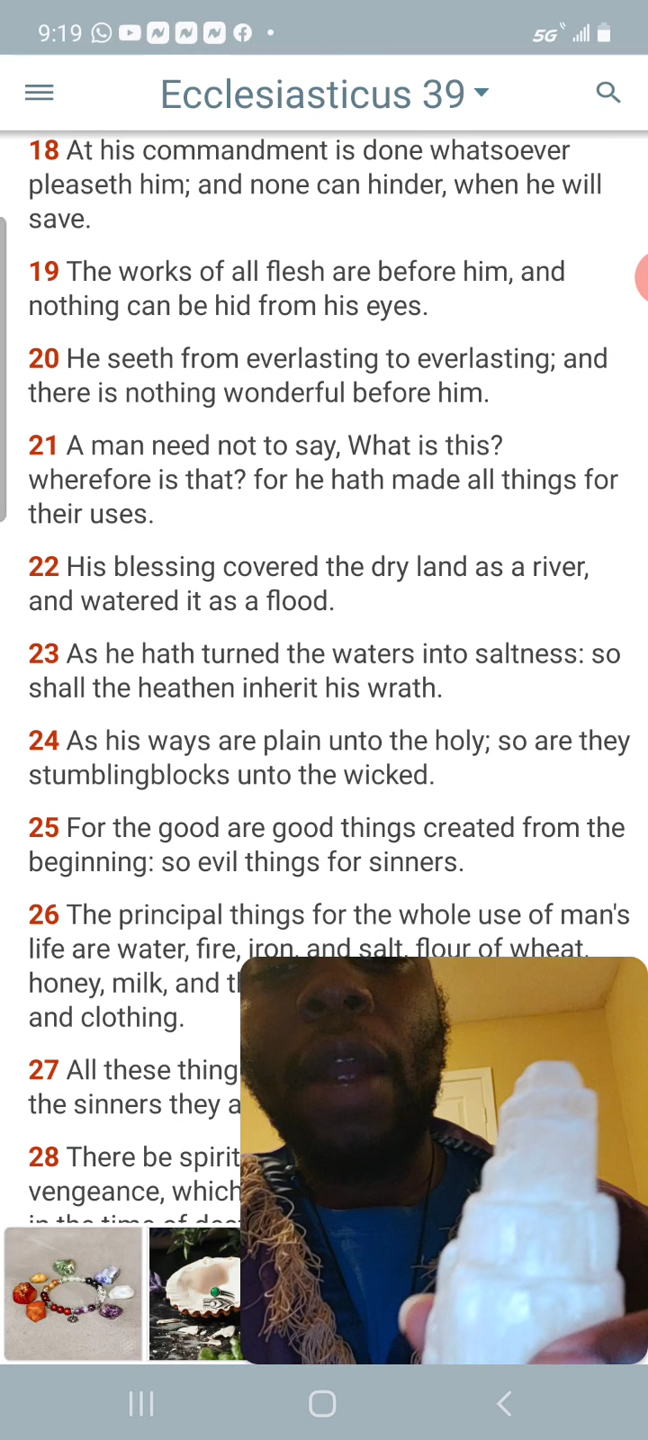 9:19
5G
Ecclesiasticus 39
18 At his commandment is done whatsoever
pleaseth him; and none can hinder, when he will
save.
19 The works of all flesh are before him, and
nothing can be hid from his eyes.
20 He seeth from everlasting to everlasting; and
there is nothing wonderful before him.
21 A man need not to say, What is this?
wherefore is that? for he hath made all things for
their uses.
22 His blessing covered the dry land as a river,
and watered it as a flood.
23 As he hath turned the waters into saltness: so
shall the heathen inherit his wrath.
24 As his ways are plain unto the holy; so are they
stumblingblocks unto the wicked.
25 For the good are good things created from the
beginning: so evil things for sinners.
26 The principal things for the whole use of man's
life are water, fire, iron, and salt, flour of wheat,
honey, milk, and
and clothing.
27 All these thing
the sinners they a
28 There be spirit
vengeance, which
in the time of